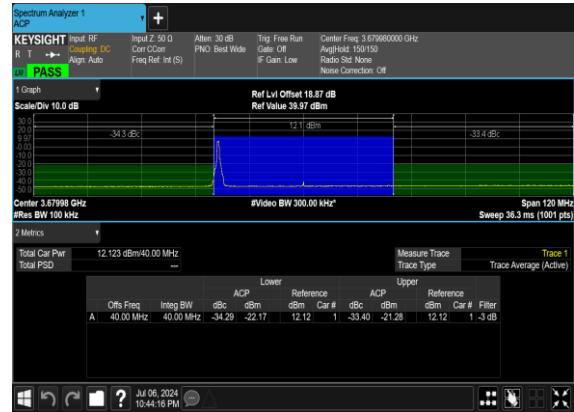 Spectrum Analyzer 1
ACP
+
KEYSIGHT Input: RF Input Z: 50 Ω Atten: 30 dB Trig: Free Run Center Freq: 3.679980000 GHz
R T Coupling: DC Corr CCorr PNO: Best Wide Gate: Off Avg|Hold: 150/150
Align: Auto Freq Ref: Int (S) IF Gain: Low Radio Std: None
PASS Noise Correction: Off
1 Graph Ref Lvl Offset 18.87 dB
Scale/Div 10.0 dB Ref Value 39.97 dBm
30.0
20.0
9.97
-0.03
-10.0
-20.0
-30.0
-40.0
-50.0
-34.3 dBc 12.1 dBm -33.4 dBc
Center 3.67998 GHz #Video BW 300.00 kHz* Span 120 MHz
#Res BW 100 kHz Sweep 36.3 ms (1001 pts)
2 Metrics
Total Car Pwr 12.123 dBm/40.00 MHz Measure Trace Trace 1
Total PSD --- Trace Type Trace Average (Active)
Lower Upper
ACP Reference ACP Reference
Offs Freq Integ BW dBc dBm dBm Car # dBc dBm dBm Car # Filter
A 40.00 MHz 40.00 MHz -34.29 -22.17 12.12 1 -33.40 -21.28 12.12 1 -3 dB
?
Jul 06, 2024
10:44:16 PM